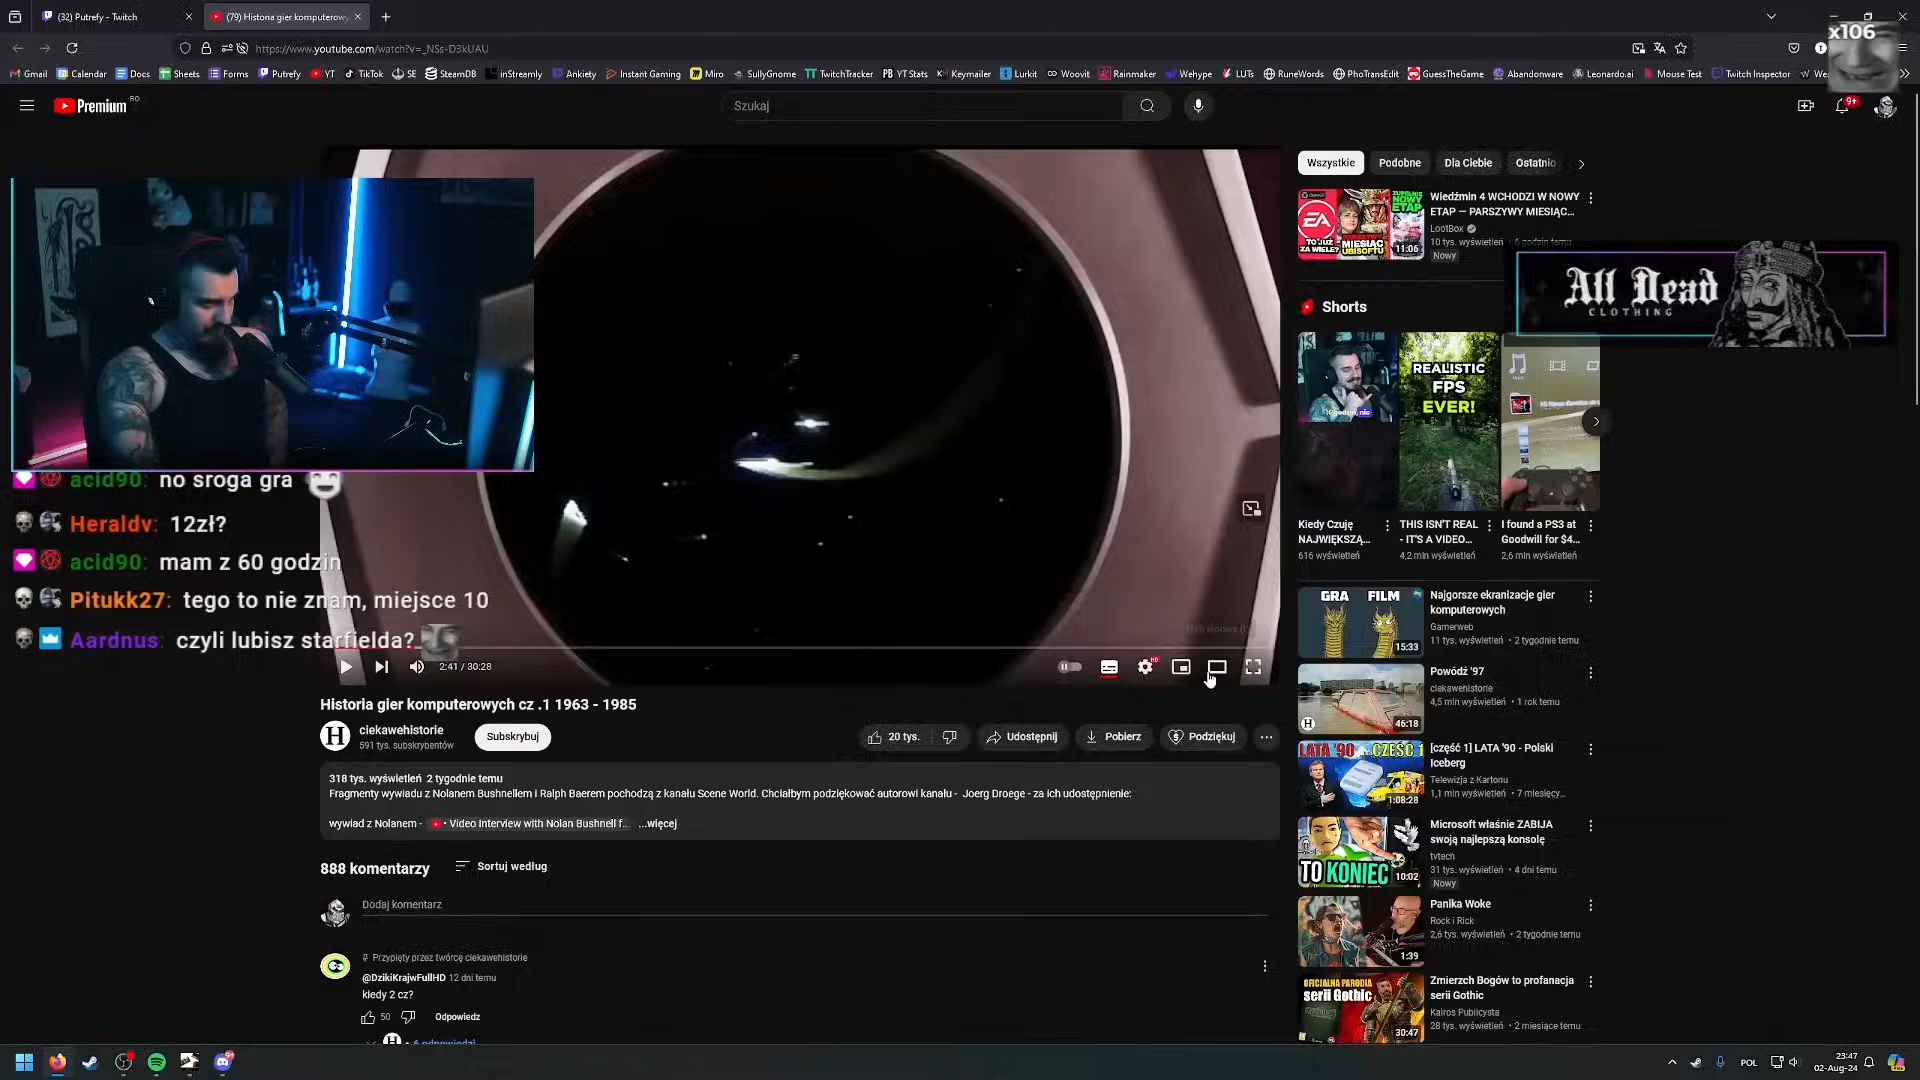 (32) Putrefy - Twitch
(79) Historia gier komputerowy
https://www.youtube.com/watch?v=_NSs-D3kUAU
x106
Gmail
Calendar
Docs
Sheets
Forms
Putrefy
YT
TikTok
SE
SteamDB
inStreamly
Ankiety
Instant Gaming
Miro
SullyGnome
TwitchTracker
YT Stats
Keymailer
Lurkit
Woovit
Rainmaker
Wehype
LUTs
RuneWords
PhoTransEdit
GuessTheGame
Abandonware
Leonardo.ai
Mouse Test
Twitch Inspector
Premium RO
Szukaj
9+
Wszystkie
Podobne
Dla Ciebie
Ostatnio
Wiedźmin 4 WCHODZI W NOWY
ETAP — PARSZYWY MIESIĄC...
LootBox
10 tys. wyświetleń • 6 godzin temu
Nowy
11:06
All Dead
CLOTHING
Shorts
REALISTIC
FPS
EVER!
Kiedy Czuję
NAJWIĘKSZĄ...
616 wyświetleń
THIS ISN'T REAL
- IT'S A VIDEO...
4,2 mln wyświetleń
I found a PS3 at
Goodwill for $4...
2,6 mln wyświetleń
acid90: no sroga gra
Heraldv: 12zł?
acid90: mam z 60 godzin
Pitukk27: tego to nie znam, miejsce 10
Aardnus: czyli lubisz starfielda?
2:41 / 30:28
HD
GRA FILM
15:33
Najgorsze ekranizacje gier
komputerowych
Gamerweb
11 tys. wyświetleń • 2 tygodnie temu
46:18
Powódź '97
ciekawehistorie
4,5 mln wyświetleń • 1 rok temu
LATA '90 - CZĘŚĆ 1
1:08:28
[część 1] LATA '90 - Polski
Iceberg
Telewizja z Kartonu
1,1 mln wyświetleń • 7 miesięcy...
TO KONIEC
10:02
Microsoft właśnie ZABIJA
swoją najlepszą konsolę
tvtech
31 tys. wyświetleń • 4 dni temu
Nowy
1:39
Panika Woke
Rock i Rick
2,6 tys. wyświetleń • 2 tygodnie temu
OFICJALNA PARODIA
serii Gothic
30:47
Zmierzch Bogów to profanacja
serii Gothic
Kairos Publicysta
28 tys. wyświetleń • 2 miesiące temu
Historia gier komputerowych cz .1 1963 - 1985
ciekawehistorie
591 tys. subskrybentów
Subskrybuj
20 tys.
Udostępnij
Pobierz
Podziękuj
318 tys. wyświetleń 2 tygodnie temu
Fragmenty wywiadu z Nolanem Bushnellem i Ralph Baerem pochodzą z kanału Scene World. Chciałbym podziękować autorowi kanału - Joerg Droege - za ich udostępnienie:
wywiad z Nolanem - • Video Interview with Nolan Bushnell f... ...więcej
888 komentarzy
Sortuj według
Dodaj komentarz
Przypięty przez twórcę ciekawehistorie
@DzikiKrajwFullHD 12 dni temu
kiedy 2 cz?
50
Odpowiedz
6 odpowiedzi
POL
23:47
02-Aug-24